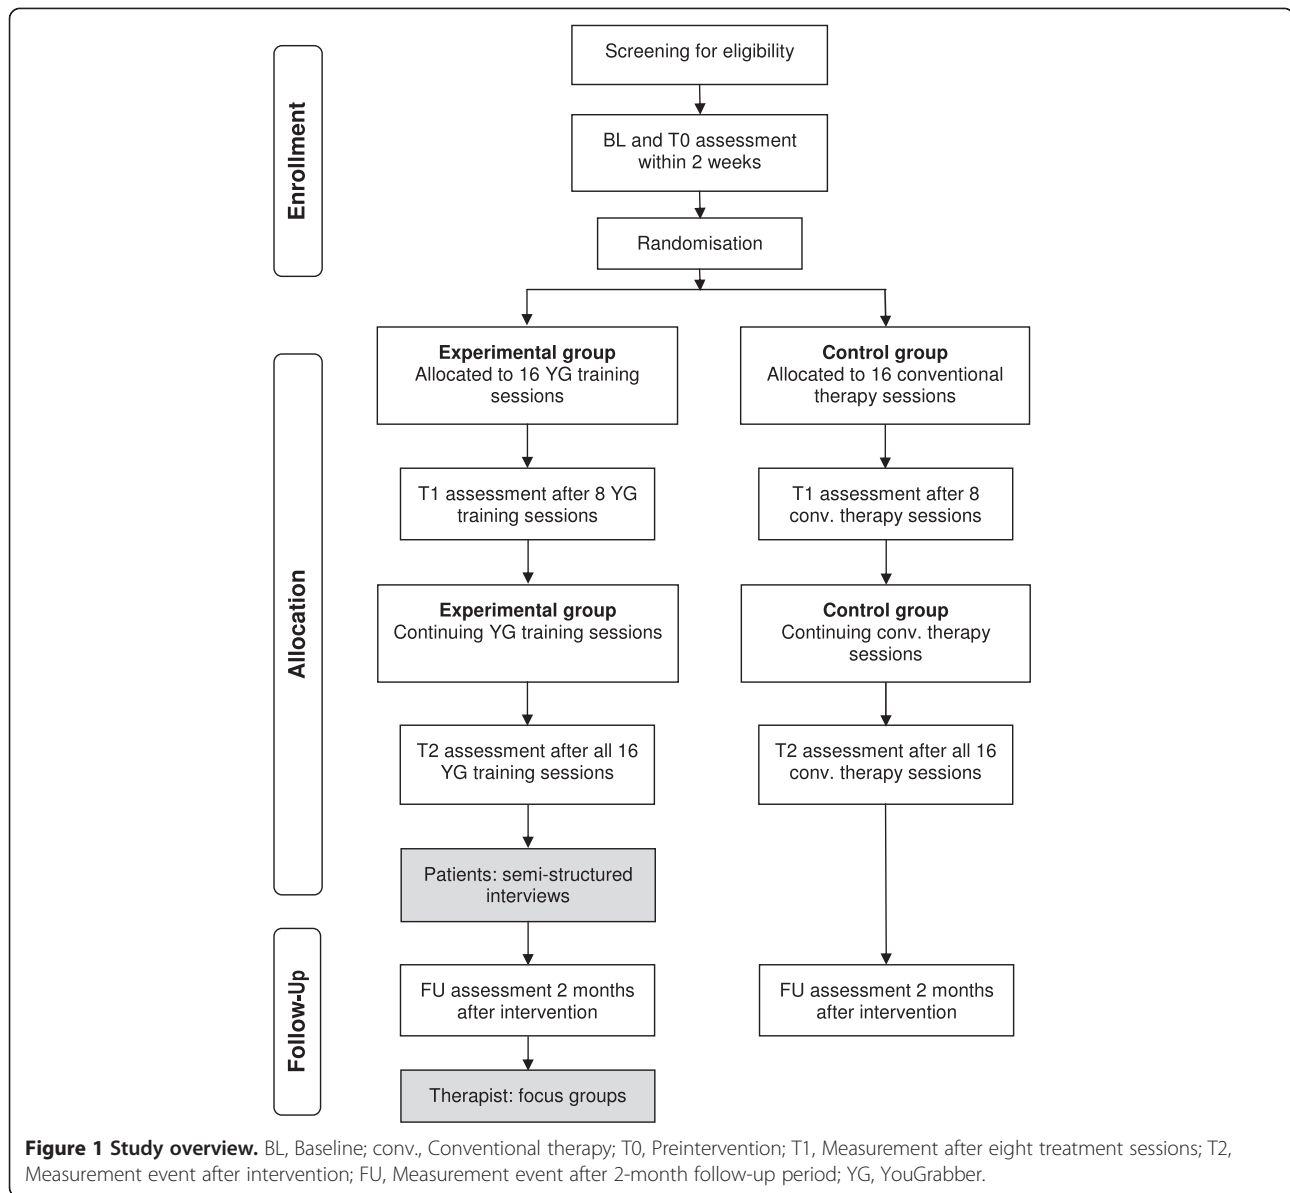 Enrollment
Screening for eligibility
BL and T0 assessment
within 2 weeks
Randomisation
Allocation
Experimental group
Allocated to 16 YG training
sessions
Control group
Allocated to 16 conventional
therapy sessions
T1 assessment after 8 YG
training sessions
T1 assessment after 8
conv. therapy sessions
Experimental group
Continuing YG training sessions
Control group
Continuing conv. therapy
sessions
T2 assessment after all 16
YG training sessions
T2 assessment after all 16
conv. therapy sessions
Patients: semi-structured
interviews
Follow-Up
FU assessment 2 months
after intervention
FU assessment 2 months
after intervention
Therapist: focus groups
Figure 1 Study overview. BL, Baseline; conv., Conventional therapy; T0, Preintervention; T1, Measurement after eight treatment sessions; T2,
Measurement event after intervention; FU, Measurement event after 2-month follow-up period; YG, YouGrabber.